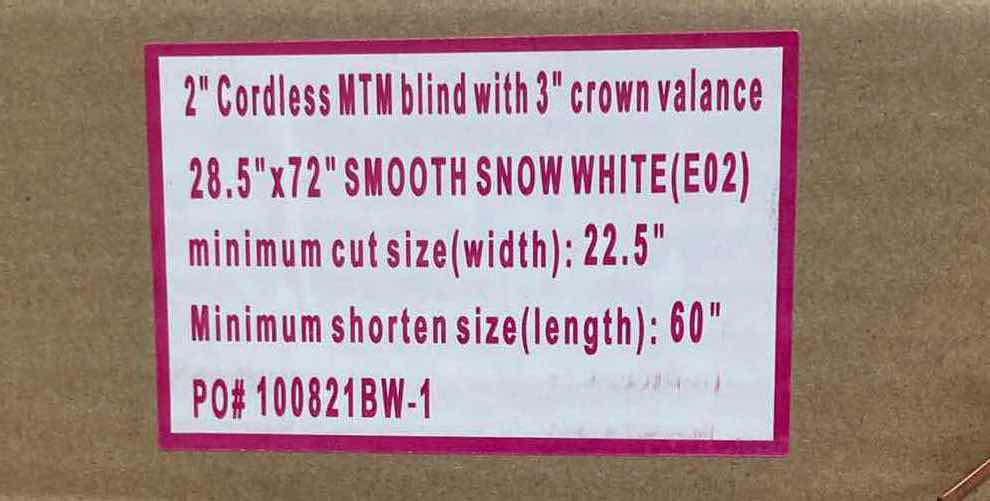 2" Cordless MTM blind with 3" crown valance
28.5"x72" SMOOTH SNOW WHITE(E02)
minimum cut size(width): 22.5"
Minimum shorten size(length): 60"
PO# 100821BW-1